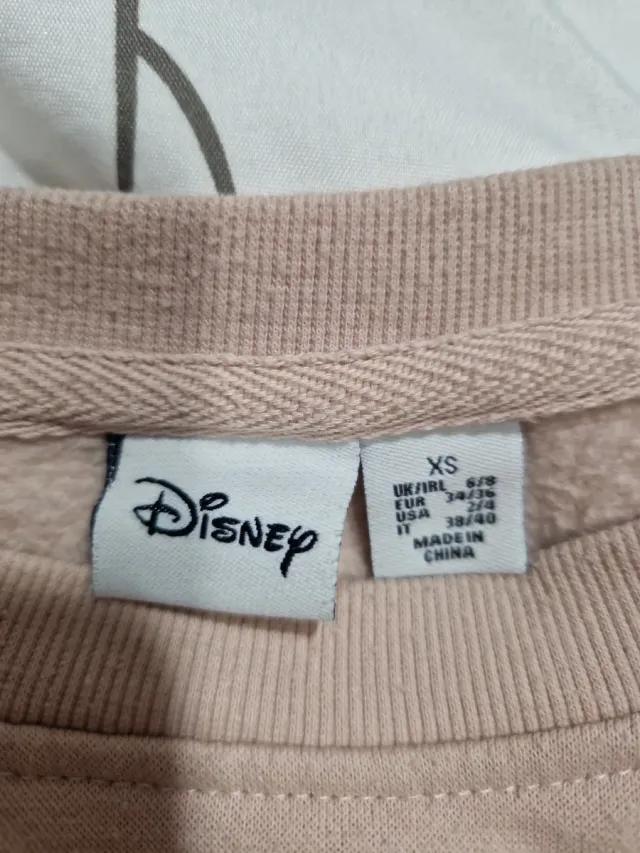 Disney
XS
UK/IRL 6/8
EUR 34/36
USA 2/4
IT 38/40
MADE IN
CHINA